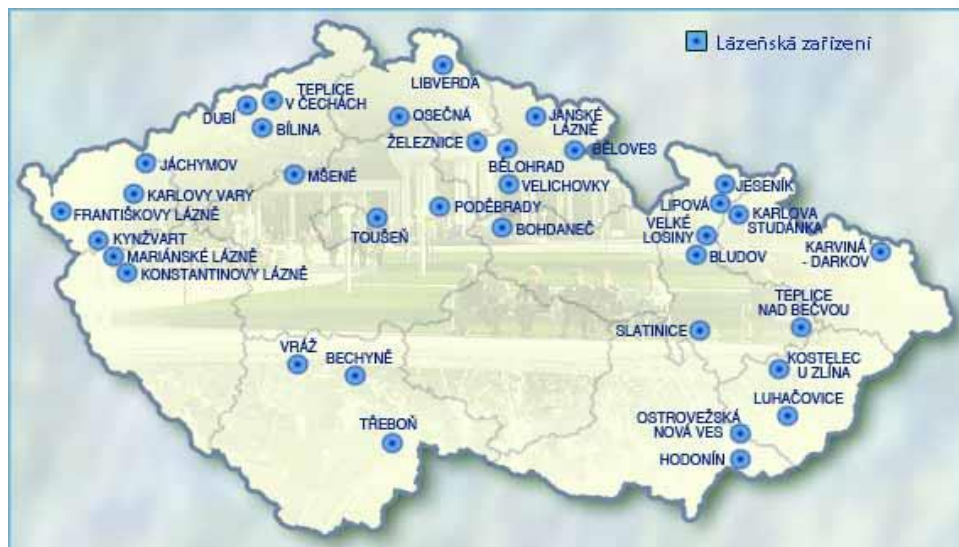 Lázeňská zařízení
LIBVERDA
TEPLICE
V ČECHÁCH
DUBÍ
BÍLINA
OSEČNÁ
JANSKÉ
LÁZNĚ
ŽELEZNICE
BĚLOVES
BĚLOHRAD
JÁCHYMOV
MŠENÉ
VELICHOVKY
JESENÍK
KARLOVY VARY
PODĚBRADY
LIPOVÁ
KARLOVA
STUDÁNKA
FRANTIŠKOVY LÁZNĚ
TOUŠEŇ
BOHDANEČ
VELKÉ
LOSINY
KYNŽVART
KARVINÁ
- DARKOV
MARIÁNSKÉ LÁZNĚ
BLUDOV
KONSTANTINOVY LÁZNĚ
TEPLICE
NAD BEČVOU
SLATINICE
VRÁŽ
BECHYNĚ
KOSTELEC
U ZLÍNA
LUHAČOVICE
TŘEBOŇ
OSTROVEŽSKÁ
NOVÁ VES
HODONÍN